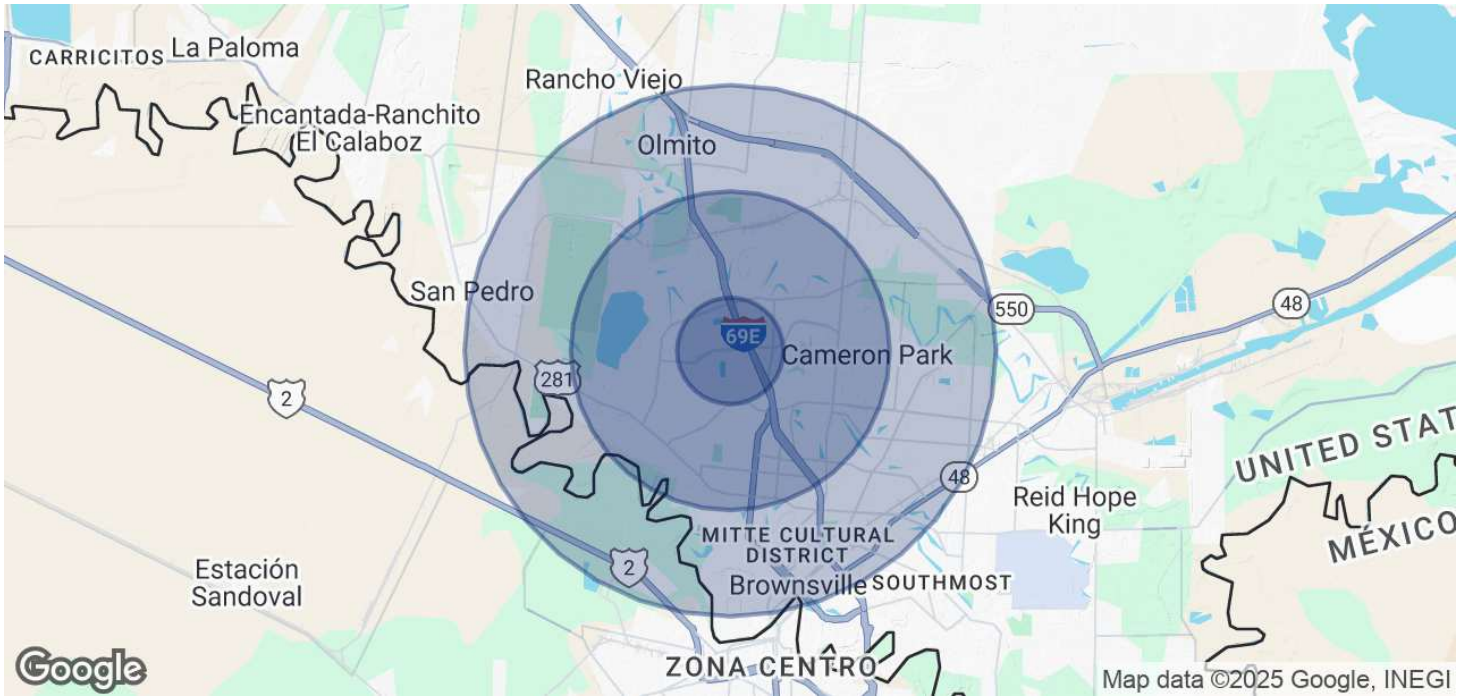 CARRICITOS
La Paloma
Rancho Viejo
Encantada-Ranchito
El Calaboz
Olmito
San Pedro
550
48
69E
Cameron Park
281
2
UNITED STAT
48
Reid Hope
King
MÉXICO
MITTE CULTURAL
DISTRICT
2
Estación
Sandoval
Brownsville
SOUTHMOST
ZONA CENTRO
Google
Map data ©2025 Google, INEGI